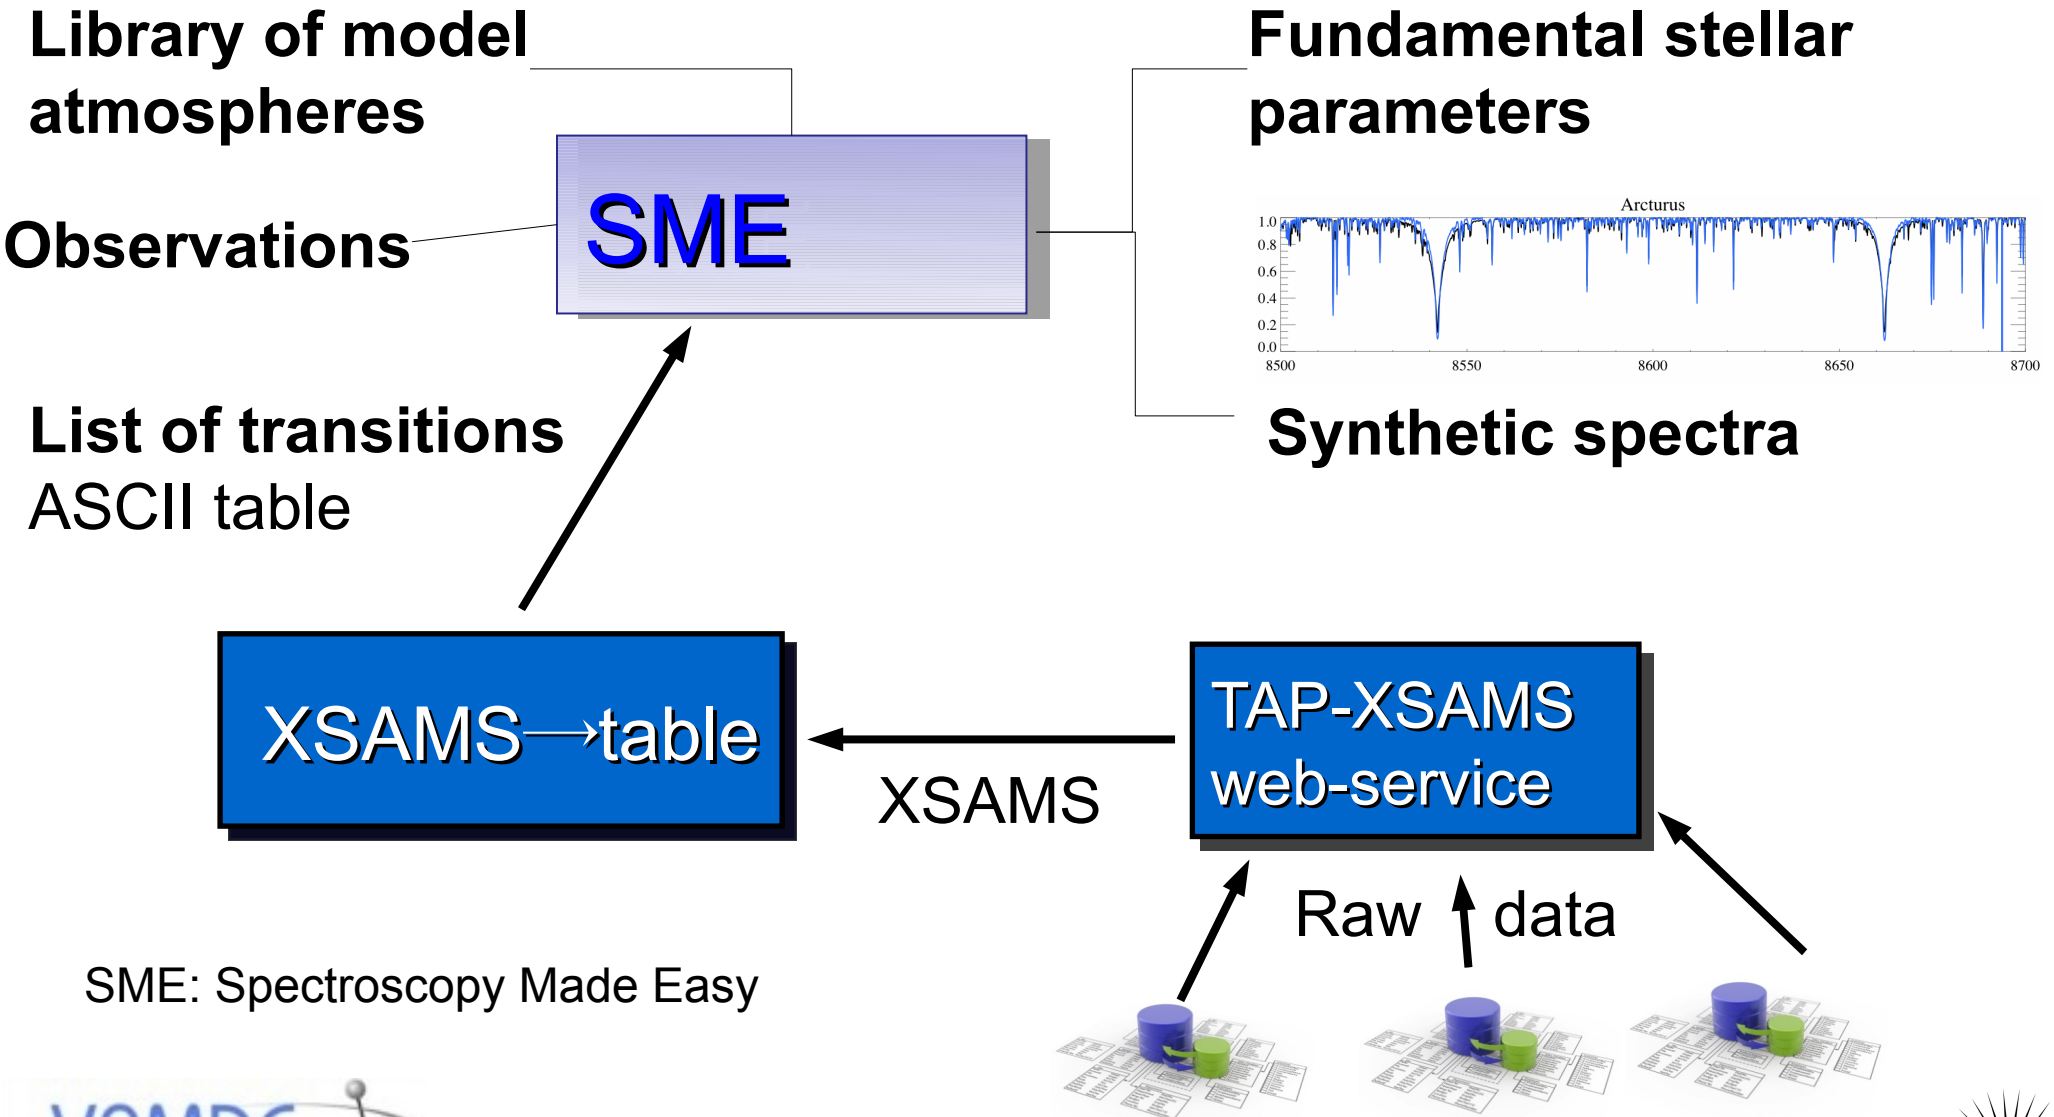 Library of model
atmospheres
Fundamental stellar
parameters
Observations
SME
Arcturus
1.0
0.8
0.6
0.4
0.2
0.0
8500 8550 8600 8650 8700
List of transitions
ASCII table
Synthetic spectra
XSAMS→table
XSAMS
TAP-XSAMS
web-service
Raw data
SME: Spectroscopy Made Easy